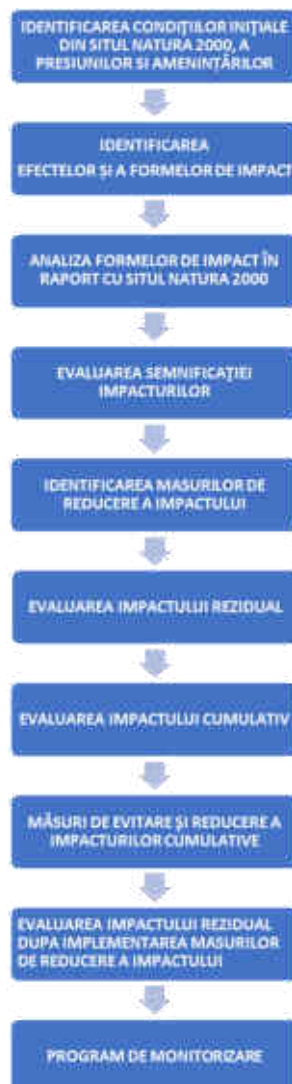 IDENTIFICAREA CONDIȚIILOR INIȚIALE
DIN SITUL NATURA 2000, A
PRESIUNILOR SI AMENINȚĂRILOR
IDENTIFICAREA
EFECTELOR ȘI A FORMELOR DE IMPACT
ANALIZA FORMELOR DE IMPACT ÎN
RAPORT CU SITUL NATURA 2000
EVALUAREA SEMNIFICAȚIEI
IMPACTURILOR
IDENTIFICAREA MASURILOR DE
REDUCERE A IMPACTULUI
EVALUAREA IMPACTULUI REZIDUAL
EVALUAREA IMPACTULUI CUMULATIV
MĂSURI DE EVITARE ȘI REDUCERE A
IMPACTURILOR CUMULATIVE
EVALUAREA IMPACTULUI REZIDUAL
DUPA IMPLEMENTAREA MASURILOR
DE REDUCERE A IMPACTULUI
PROGRAM DE MONITORIZARE